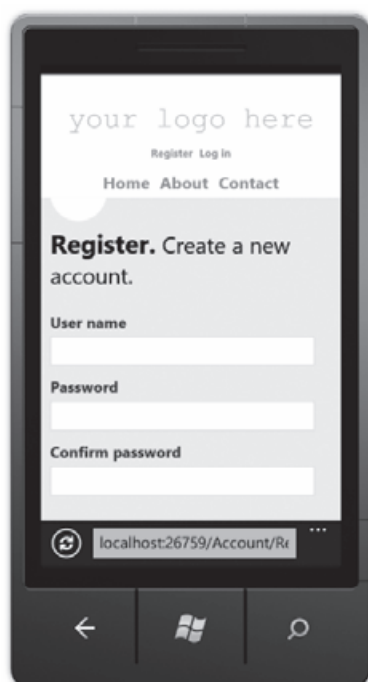 your logo here
Register Log in
Home About Contact
Register. Create a new
account.
User name
Password
Confirm password
localhost:26759/Account/Re